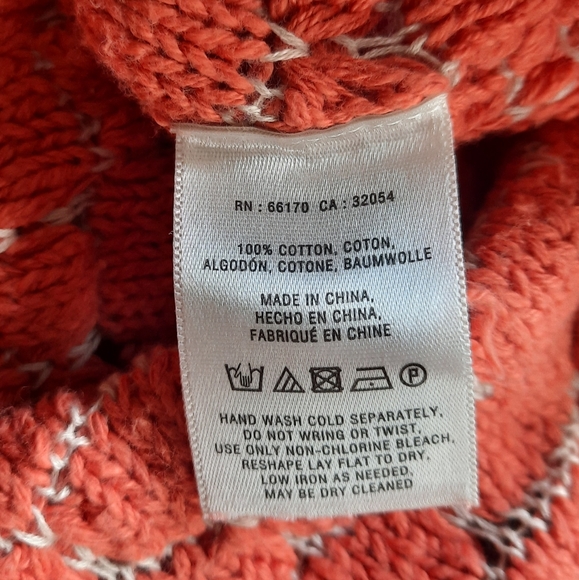 RN : 66170 CA : 32054
100% COTTON, COTON,
ALGODÓN, COTONE, BAUMWOLLE
MADE IN CHINA,
HECHO EN CHINA,
FABRIQUÉ EN CHINE
P
HAND WASH COLD SEPARATELY,
DO NOT WRING OR TWIST,
USE ONLY NON-CHLORINE BLEACH,
RESHAPE LAY FLAT TO DRY,
LOW IRON AS NEEDED,
MAY BE DRY CLEANED